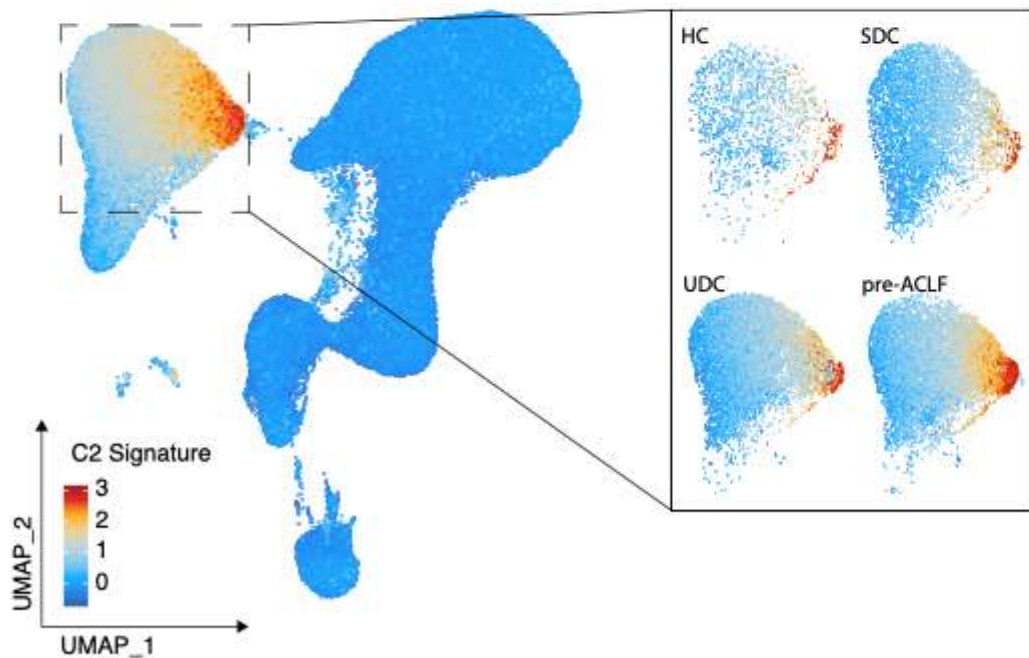 HC
SDC
UDC
pre-ACLF
C2 Signature
3
2
1
0
UMAP_2
UMAP_1